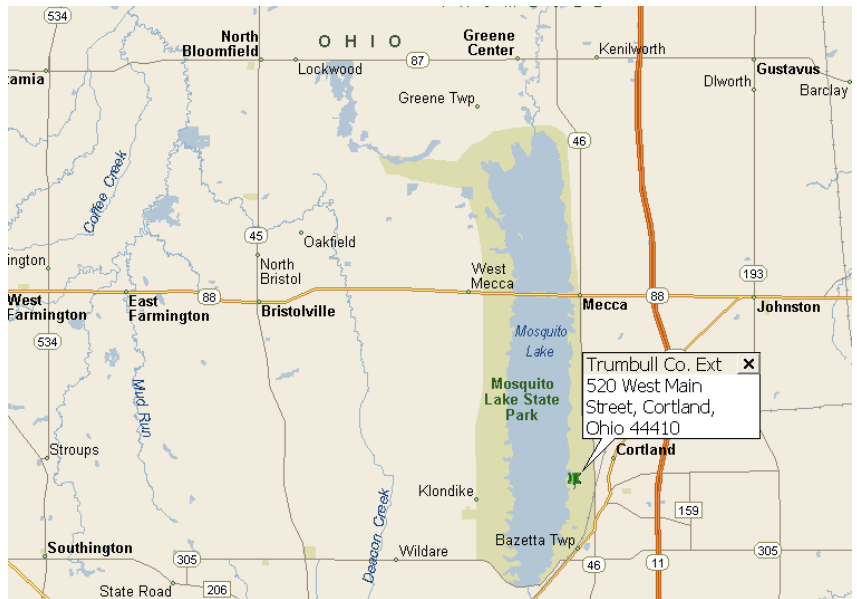 534
North
Bloomfield
OHIO
Greene
Center
87
Kenilworth
Lockwood
Gustavus
Dlworth
Barclay
Greene Twp
46
Coffee Creek
45
Oakfield
North
Bristol
West
Mecca
193
West
Farmington
East
Farmington
88
Bristolville
Mecca
88
Johnston
534
Mosquito
Lake
Mosquito
Lake State
Park
Trumbull Co. Ext
520 West Main
Street, Cortland,
Ohio 44410
Mud Run
Stroups
Cortland
Klondike
159
Deacon Creek
Southington
305
Wildare
Bazetta Twp
46
11
305
State Road
206